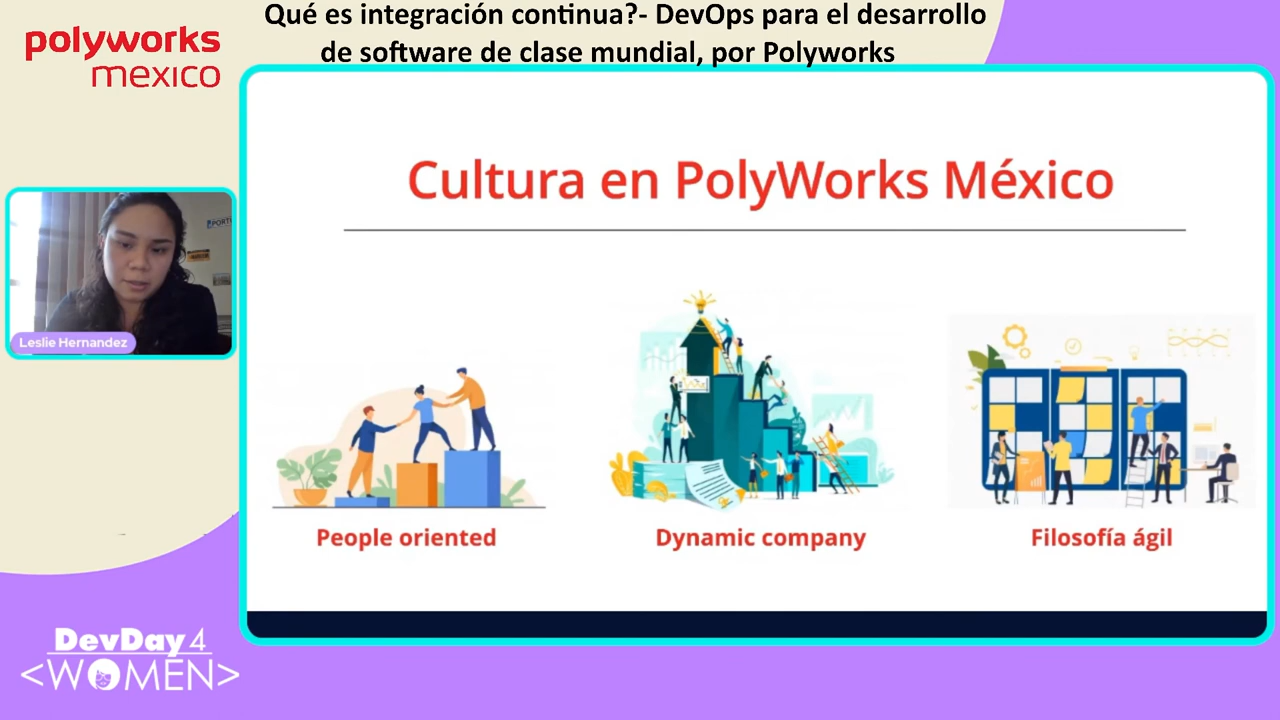 Qué es integración continua?- DevOps para el desarrollo
de software de clase mundial, por Polyworks
polyworks
mexico
Cultura en PolyWorks México
Leslie Hernandez
People oriented
Dynamic company
Filosofía ágil
DevDay4
<WOMEN>